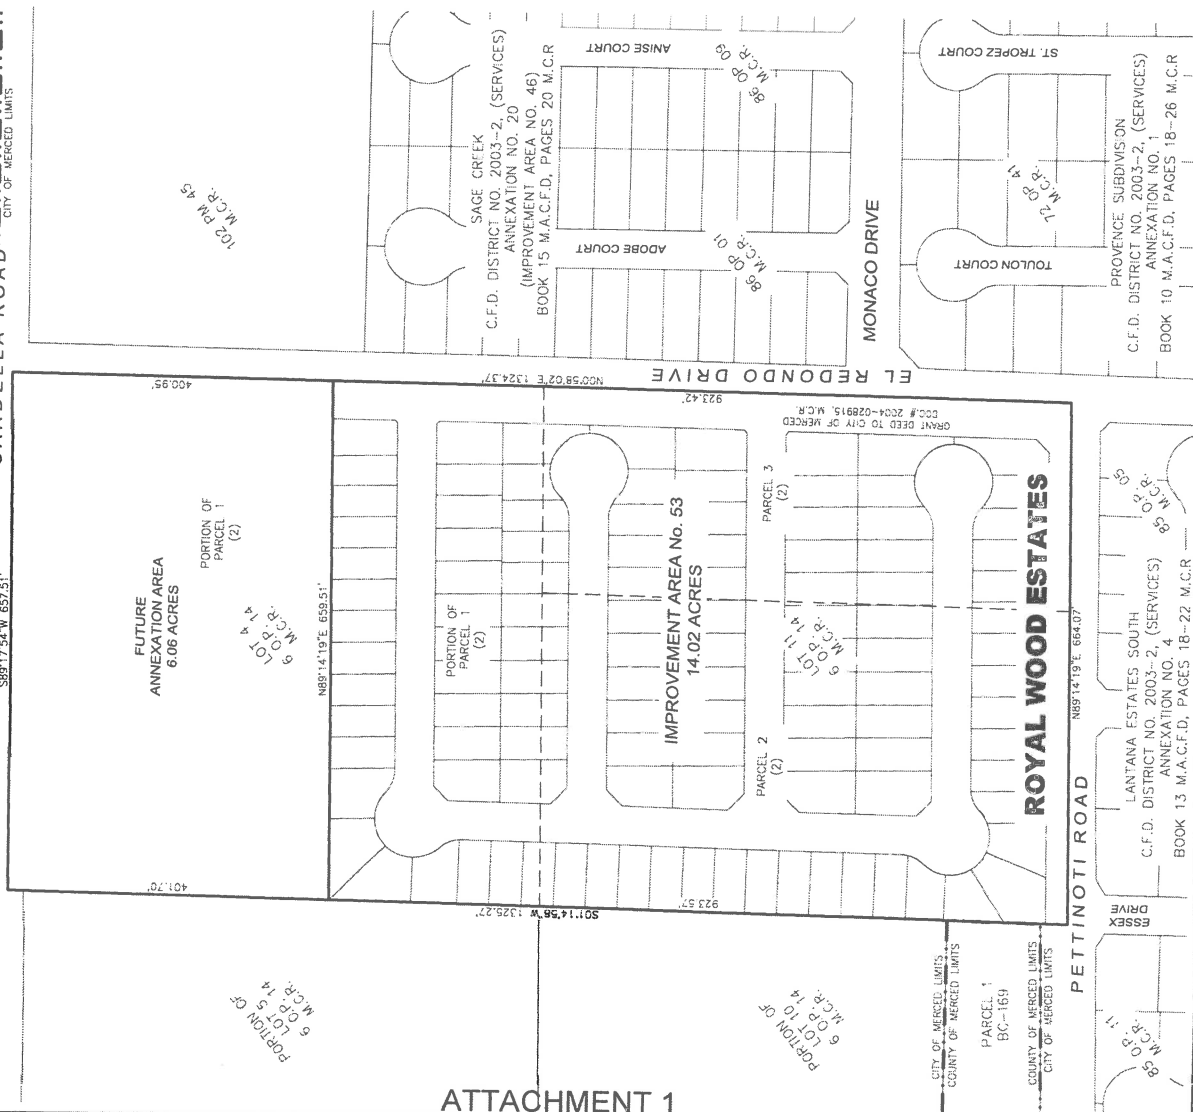 CITY OF MERCED LIMITS
S89°17'54"W 657.51'
102 PM 45
M.C.R.
SAGE CREEK
C.F.D. DISTRICT NO. 2003-2, (SERVICES)
ANNEXATION NO. 20
(IMPROVEMENT AREA NO. 46)
BOOK 15 M.A.C.F.D, PAGES 20 M.C.R
ANISE COURT
86 OP 09
M.C.R.
ADOBE COURT
86 OP 01
M.C.R.
MONACO DRIVE
ST. TROPEZ COURT
72 OP 41
M.C.R.
TOULON COURT
PROVENCE SUBDIVISION
C.F.D. DISTRICT NO. 2003-2, (SERVICES)
ANNEXATION NO. 1
BOOK 10 M.A.C.F.D, PAGES 18-26 M.C.R
400.95'
N00°58'02"E 1324.37'
EL REDONDO DRIVE
923.42'
GRANT DEED TO CITY OF MERCED
DOC.# 2004-028915, M.C.R.
FUTURE
ANNEXATION AREA
6.06 ACRES
PORTION OF
PARCEL 1
(2)
LOT 4
6 O.P. 14
M.C.R.
N89°14'19"E 659.51'
PORTION OF
PARCEL 1
(2)
IMPROVEMENT AREA No. 53
14.02 ACRES
PARCEL 3
(2)
LOT 11
6 O.P. 14
M.C.R.
PARCEL 2
(2)
ROYAL WOOD ESTATES
N89°14'19"E 664.07'
85 O.P. 05
M.C.R.
LANTANA ESTATES SOUTH
C.F.D. DISTRICT NO. 2003-2, (SERVICES)
ANNEXATION NO. 4
BOOK 13 M.A.C.F.D, PAGES 18-22 M.C.R
401.70'
S01°14'58"W 1325.27'
923.57'
PETTINOTI ROAD
ESSEX
DRIVE
PORTION OF
LOT 5
6 O.P. 14
M.C.R.
PORTION OF
LOT 10
6 O.P. 14
M.C.R.
CITY OF MERCED LIMITS
COUNTY OF MERCED LIMITS
PARCEL 1
BC-169
COUNTY OF MERCED LIMITS
CITY OF MERCED LIMITS
85 O.P. 11
M.C.R.
ATTACHMENT 1